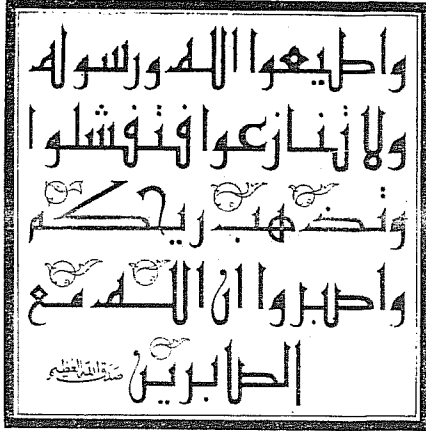 واطيعوا الله ورسوله
ولا تنازعوا فتفشلوا
وتذهب ريحكم
واصبروا ان الله مع
الصابرين صدق الله العظيم